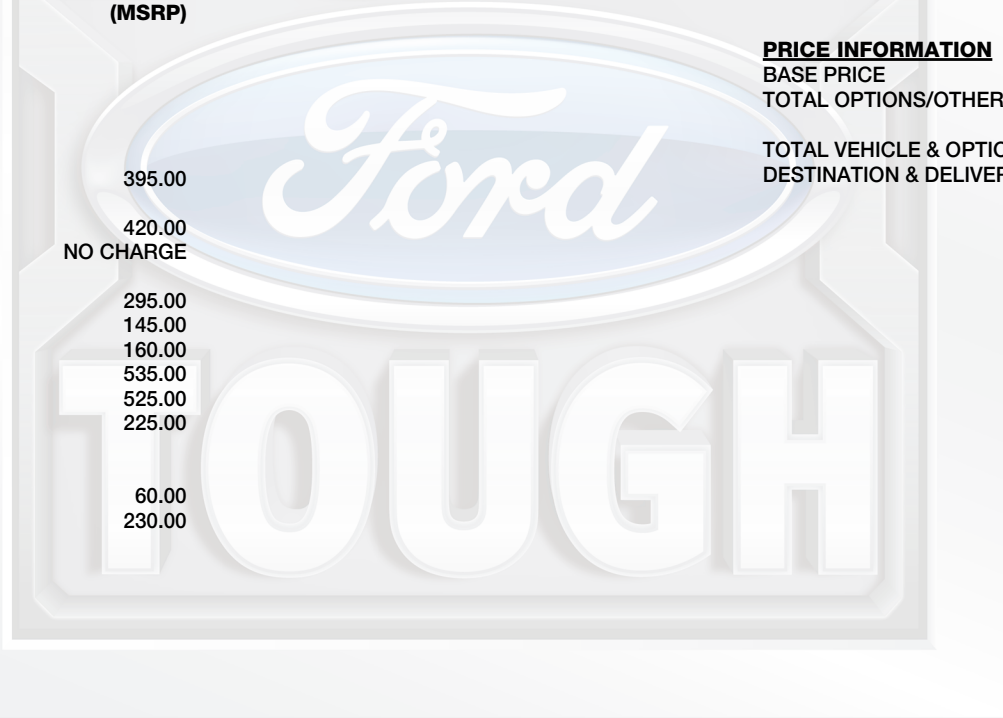 (MSRP)
395.00
420.00
NO CHARGE
295.00
145.00
160.00
535.00
525.00
225.00
60.00
230.00
PRICE INFORMATION
BASE PRICE
TOTAL OPTIONS/OTHER
TOTAL VEHICLE & OPTIO
DESTINATION & DELIVER
Ford
TOUGH